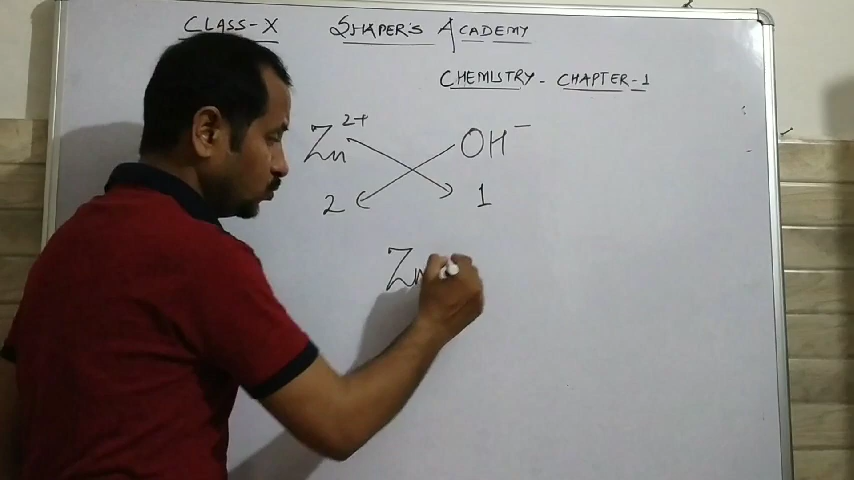 CLASS-X SHAPER'S ACADEMY
CHEMISTRY - CHAPTER-1
Zn²⁺ OH⁻
2 1
Zn